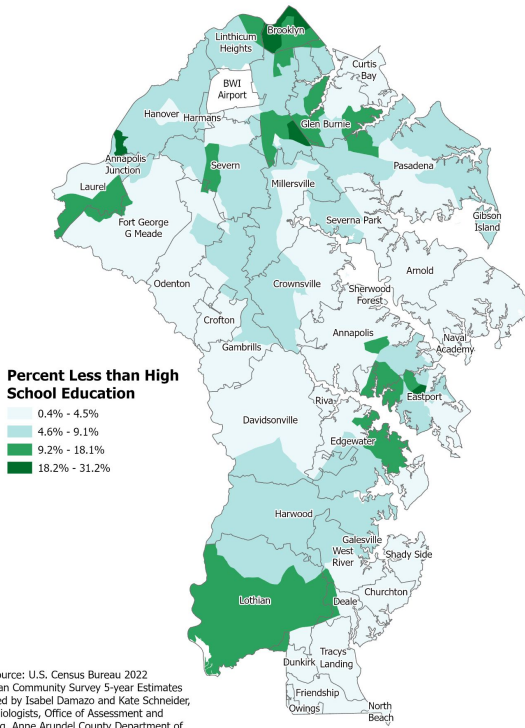 Brooklyn
Linthicum
Heights
Curtis
Bay
BWI
Airport
Hanover
Harmans
Glen Burnie
Annapolis
Junction
Severn
Pasadena
Laurel
Millersville
Fort George
G Meade
Severna Park
Gibson
Island
Arnold
Odenton
Crownsville
Sherwood
Forest
Crofton
Annapolis
Naval
Academy
Gambrills
Percent Less than High
School Education
0.4% - 4.5%
4.6% - 9.1%
9.2% - 18.1%
18.2% - 31.2%
Riva
Eastport
Davidsonville
Edgewater
Harwood
Galesville
West
River
Shady Side
Lothian
Deale
Churchton
Tracys
Landing
Dunkirk
Friendship
Owings
North
Beach
ource: U.S. Census Bureau 2022
an Community Survey 5-year Estimates
ed by Isabel Damazo and Kate Schneider,
iologists, Office of Assessment and
g, Anne Arundel County Department of